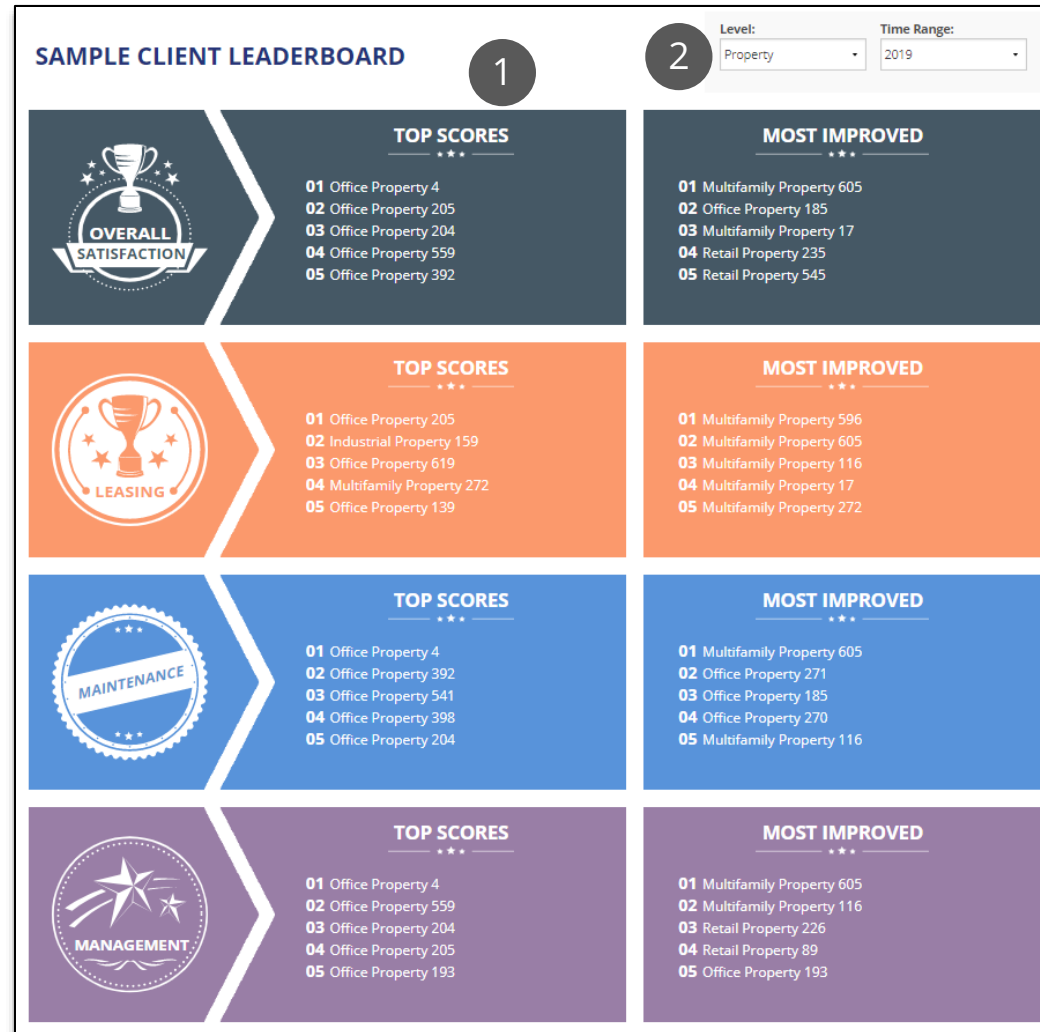 SAMPLE CLIENT LEADERBOARD
1
2
Level:
Property
Time Range:
2019
OVERALL
SATISFACTION
TOP SCORES
01 Office Property 4
02 Office Property 205
03 Office Property 204
04 Office Property 559
05 Office Property 392
MOST IMPROVED
01 Multifamily Property 605
02 Office Property 185
03 Multifamily Property 17
04 Retail Property 235
05 Retail Property 545
LEASING
TOP SCORES
01 Office Property 205
02 Industrial Property 159
03 Office Property 619
04 Multifamily Property 272
05 Office Property 139
MOST IMPROVED
01 Multifamily Property 596
02 Multifamily Property 605
03 Multifamily Property 116
04 Multifamily Property 17
05 Multifamily Property 272
MAINTENANCE
TOP SCORES
01 Office Property 4
02 Office Property 392
03 Office Property 541
04 Office Property 398
05 Office Property 204
MOST IMPROVED
01 Multifamily Property 605
02 Office Property 271
03 Office Property 185
04 Office Property 270
05 Multifamily Property 116
MANAGEMENT
TOP SCORES
01 Office Property 4
02 Office Property 559
03 Office Property 204
04 Office Property 205
05 Office Property 193
MOST IMPROVED
01 Multifamily Property 605
02 Multifamily Property 116
03 Retail Property 226
04 Retail Property 89
05 Office Property 193